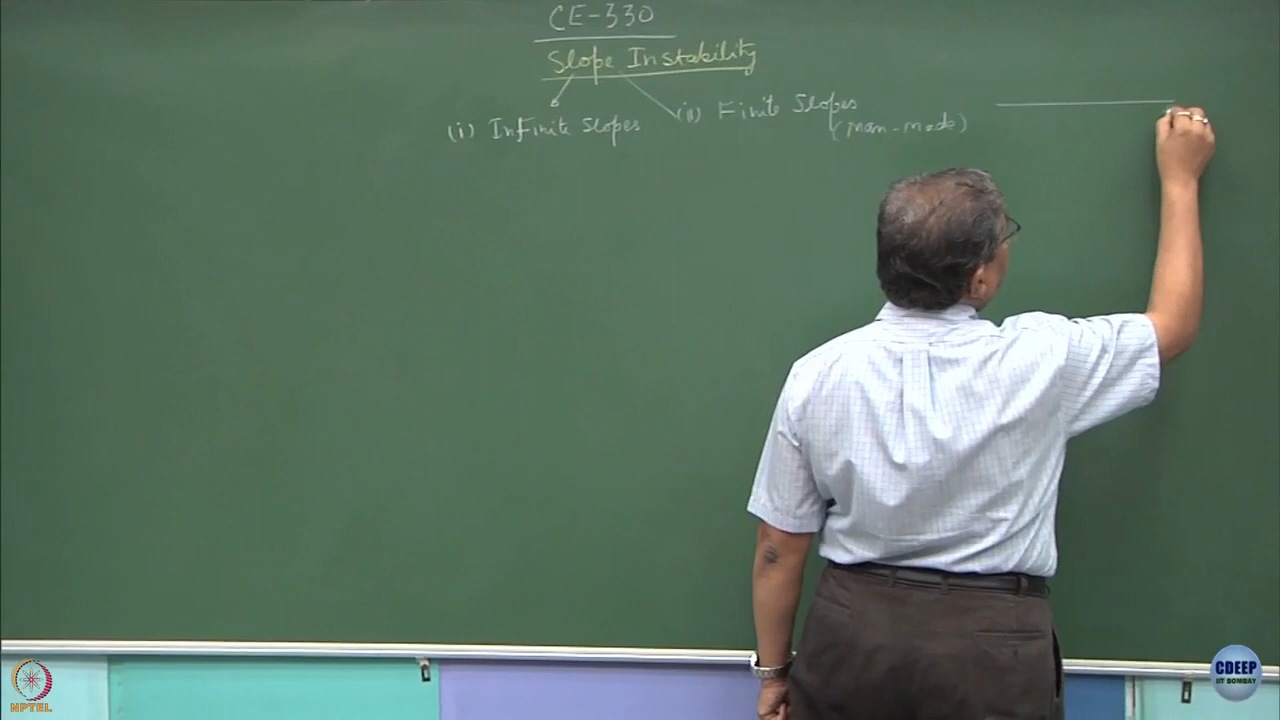 CE-330
Slope Instability
(i) Infinite Slopes
(ii) Finite Slopes
(Man-made)
NPTEL
CDEEP
IIT BOMBAY